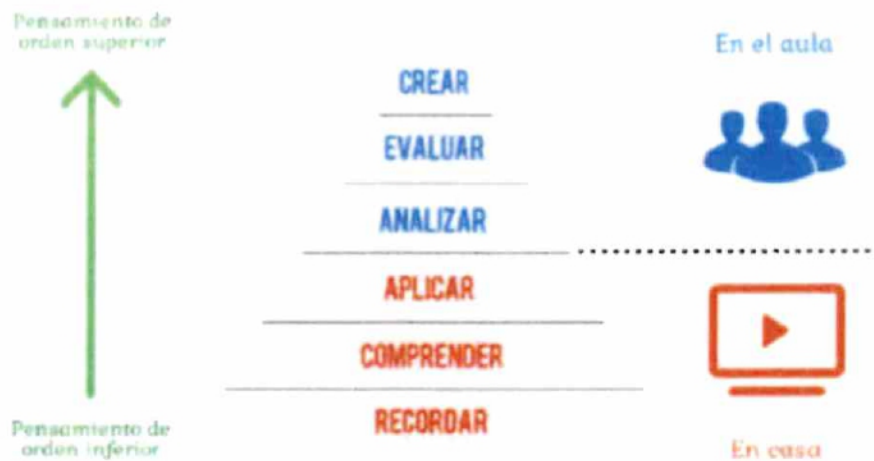 Pensamiento de
orden superior
En el aula
CREAR
EVALUAR
ANALIZAR
APLICAR
COMPRENDER
RECORDAR
Pensamiento de
orden inferior
En casa